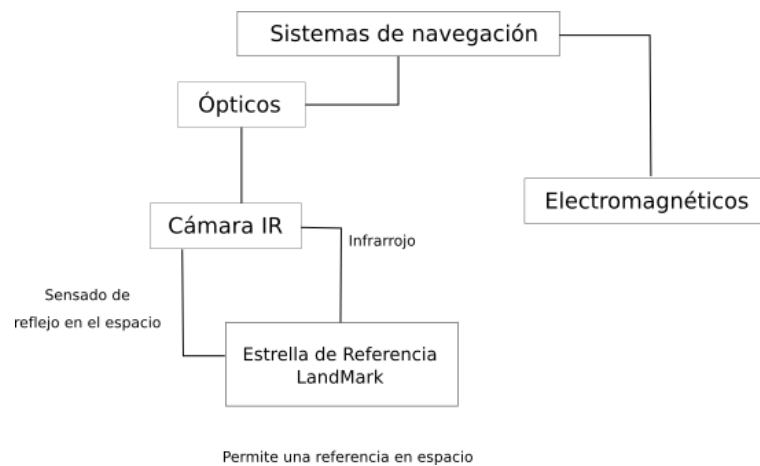 Sistemas de navegación
Ópticos
Electromagnéticos
Cámara IR
Infrarrojo
Sensado de
reflejo en el espacio
Estrella de Referencia
LandMark
Permite una referencia en espacio